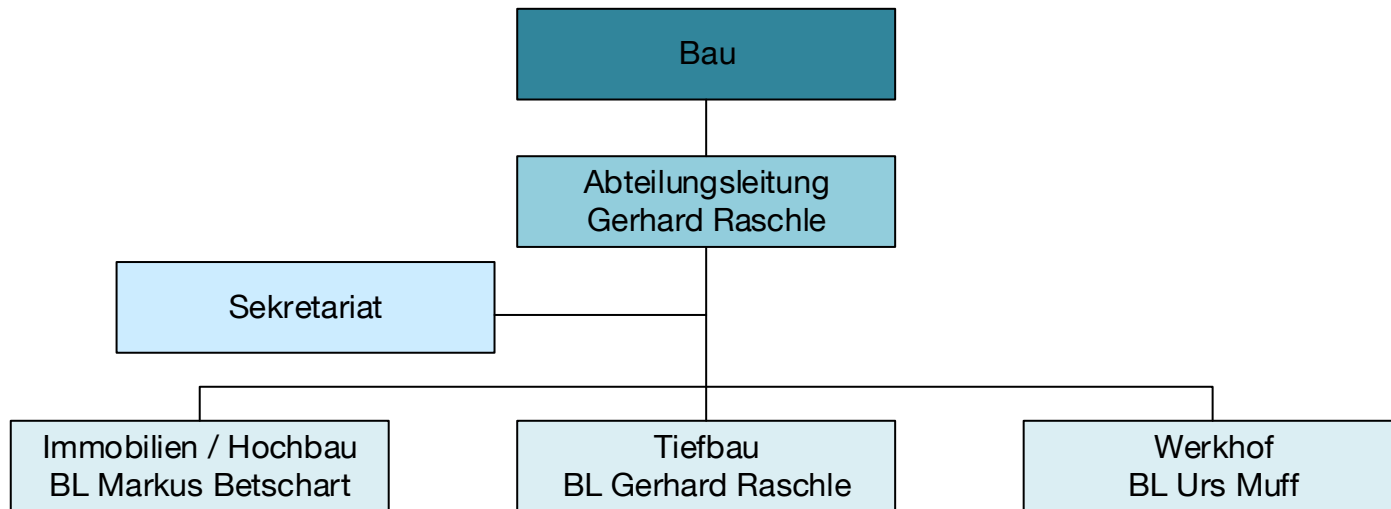 Bau
Abteilungsleitung
Gerhard Raschle
Sekretariat
Immobilien / Hochbau
BL Markus Betschart
Tiefbau
BL Gerhard Raschle
Werkhof
BL Urs Muff